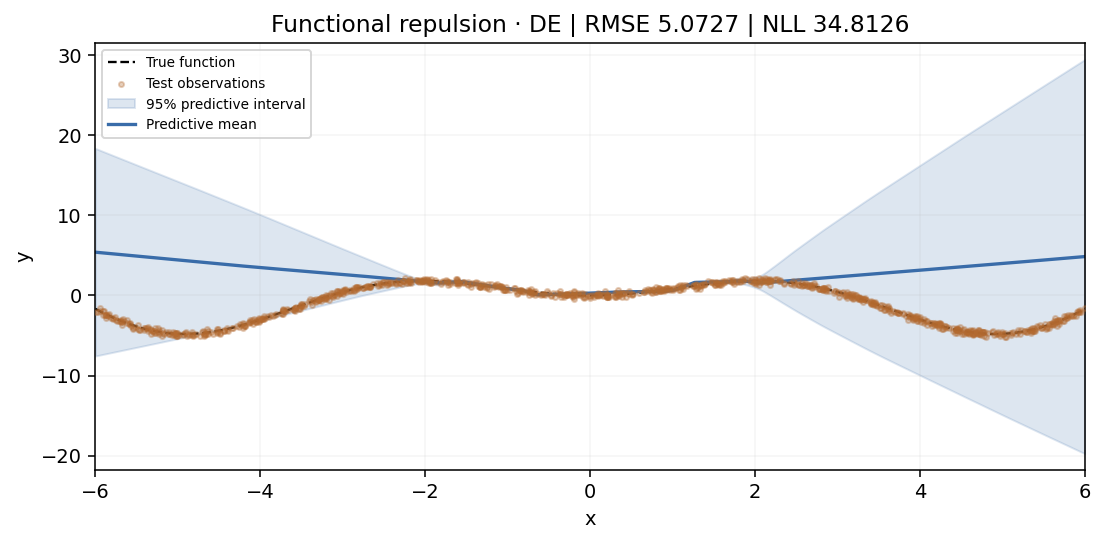 Functional repulsion · DE | RMSE 5.0727 | NLL 34.8126
True function
Test observations
95% predictive interval
Predictive mean
30
20
10
0
−10
−20
y
−6
−4
−2
0
2
4
6
x